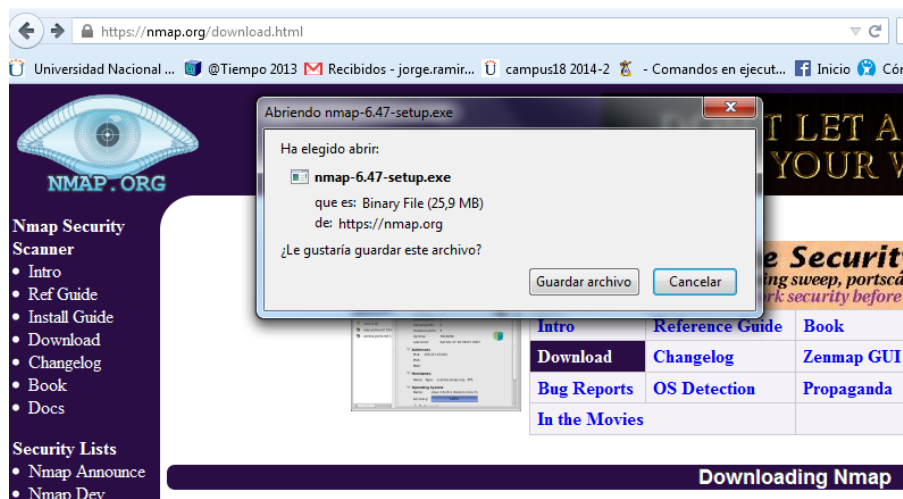 https://nmap.org/download.html
Universidad Nacional ... @Tiempo 2013 Recibidos - jorge.ramir... campus18 2014-2 - Comandos en ejecut... Inicio Cór
Abriendo nmap-6.47-setup.exe
Ha elegido abrir:
nmap-6.47-setup.exe
que es: Binary File (25,9 MB)
de: https://nmap.org
¿Le gustaría guardar este archivo?
Guardar archivo Cancelar
T LET A
YOUR
NMAP.ORG
Nmap Security
Scanner
• Intro
• Ref Guide
• Install Guide
• Download
• Changelog
• Book
• Docs
Security Lists
• Nmap Announce
• Nmap Dev
e Securit
ing sweep, portsca
rk security before
Intro Reference Guide Book
Download Changelog Zenmap GUI
Bug Reports OS Detection Propaganda
In the Movies
Downloading Nmap